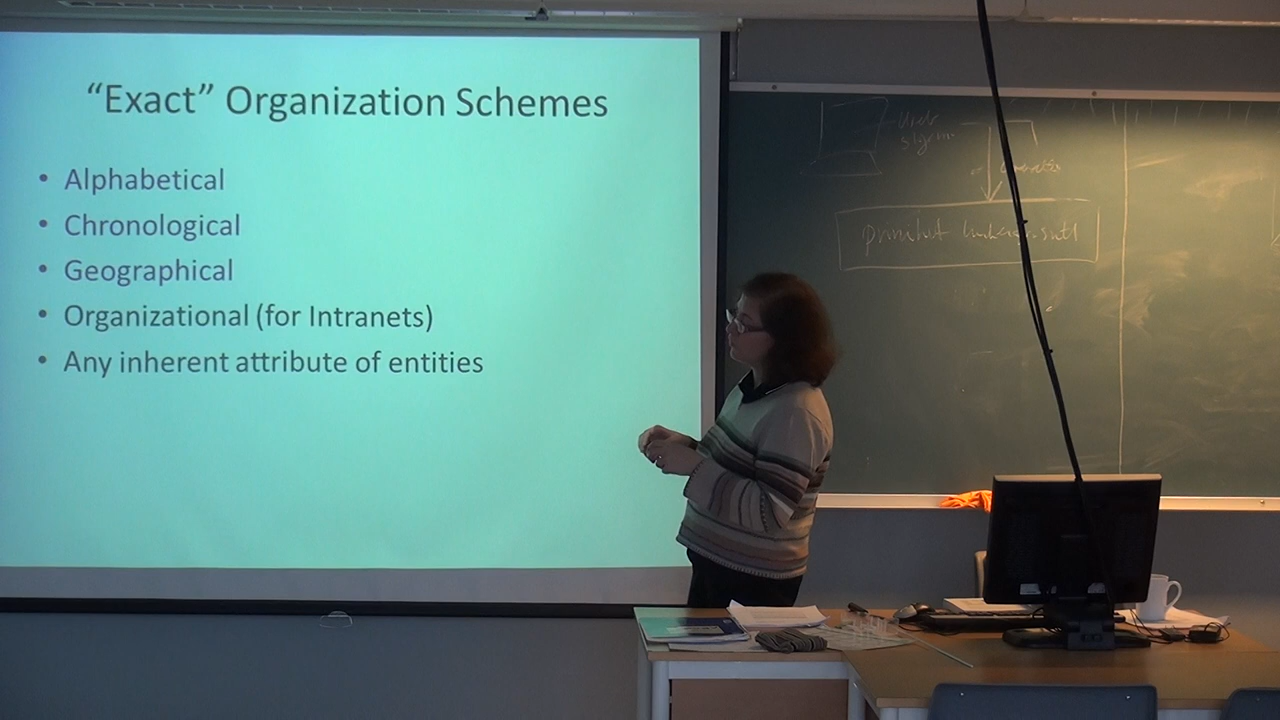 “Exact” Organization Schemes
• Alphabetical
• Chronological
• Geographical
• Organizational (for Intranets)
• Any inherent attribute of entities